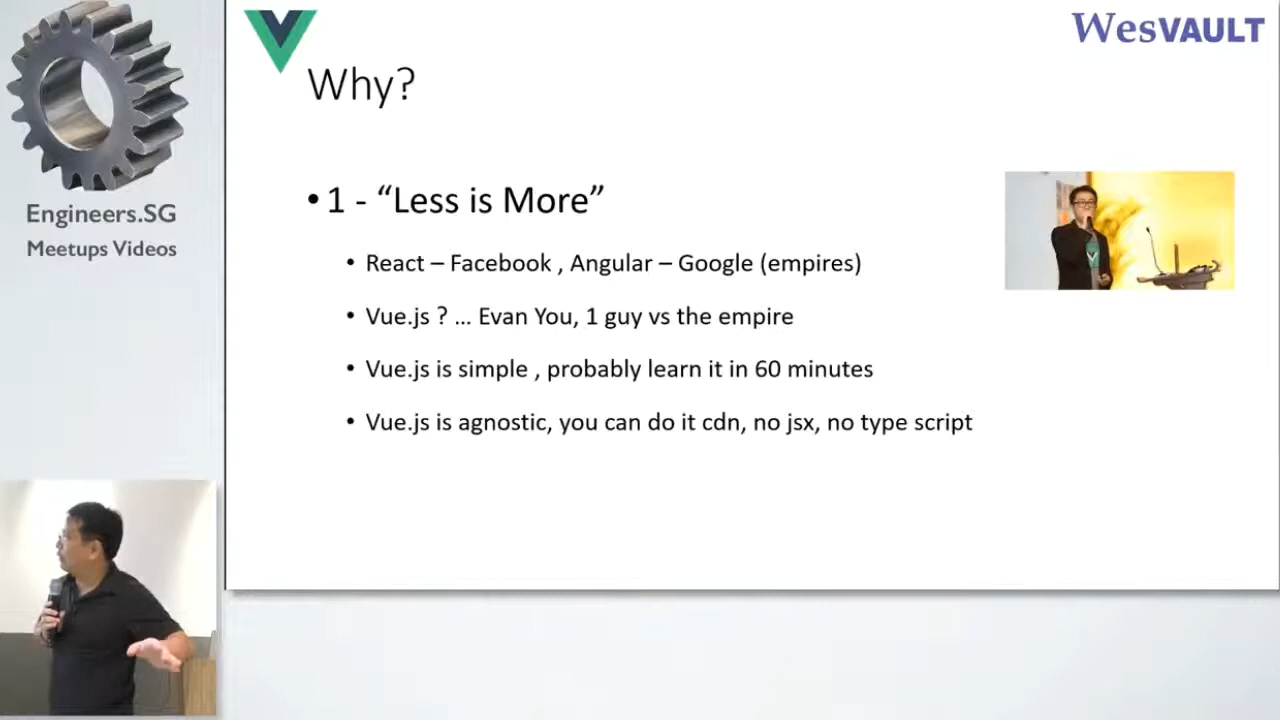 WesVAULT
Why?
Engineers.SG
Meetups Videos
• 1 - “Less is More”
• React – Facebook , Angular – Google (empires)
• Vue.js ? ... Evan You, 1 guy vs the empire
• Vue.js is simple , probably learn it in 60 minutes
• Vue.js is agnostic, you can do it cdn, no jsx, no type script